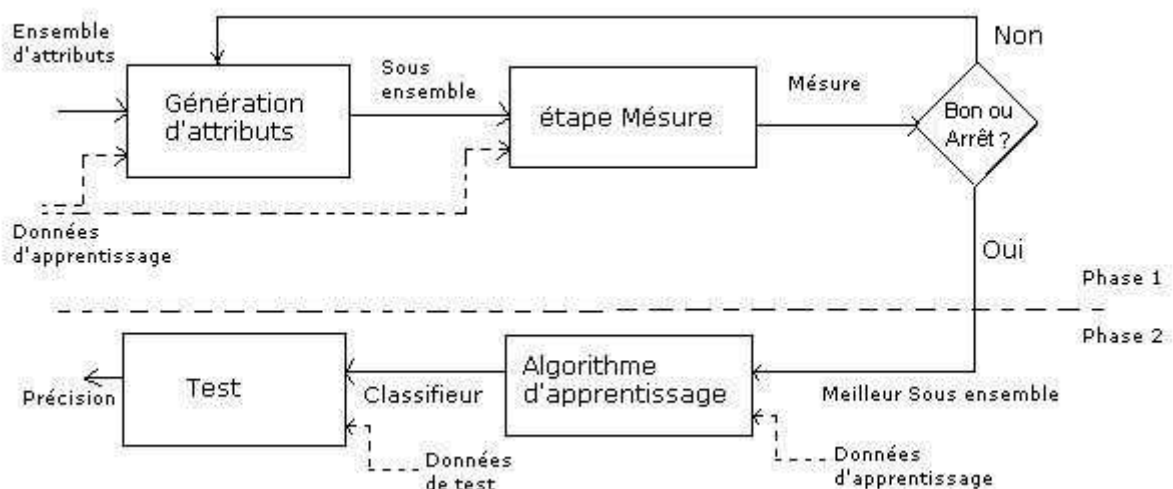 Ensemble
d'attributs
Non
Génération
d'attributs
Sous
ensemble
étape Mésure
Mésure
Bon ou
Arrêt ?
Données
d'apprentissage
Oui
Phase 1
Phase 2
Précision
Test
Classifieur
Algorithme
d'apprentissage
Meilleur Sous ensemble
Données
de test
Données
d'apprentissage